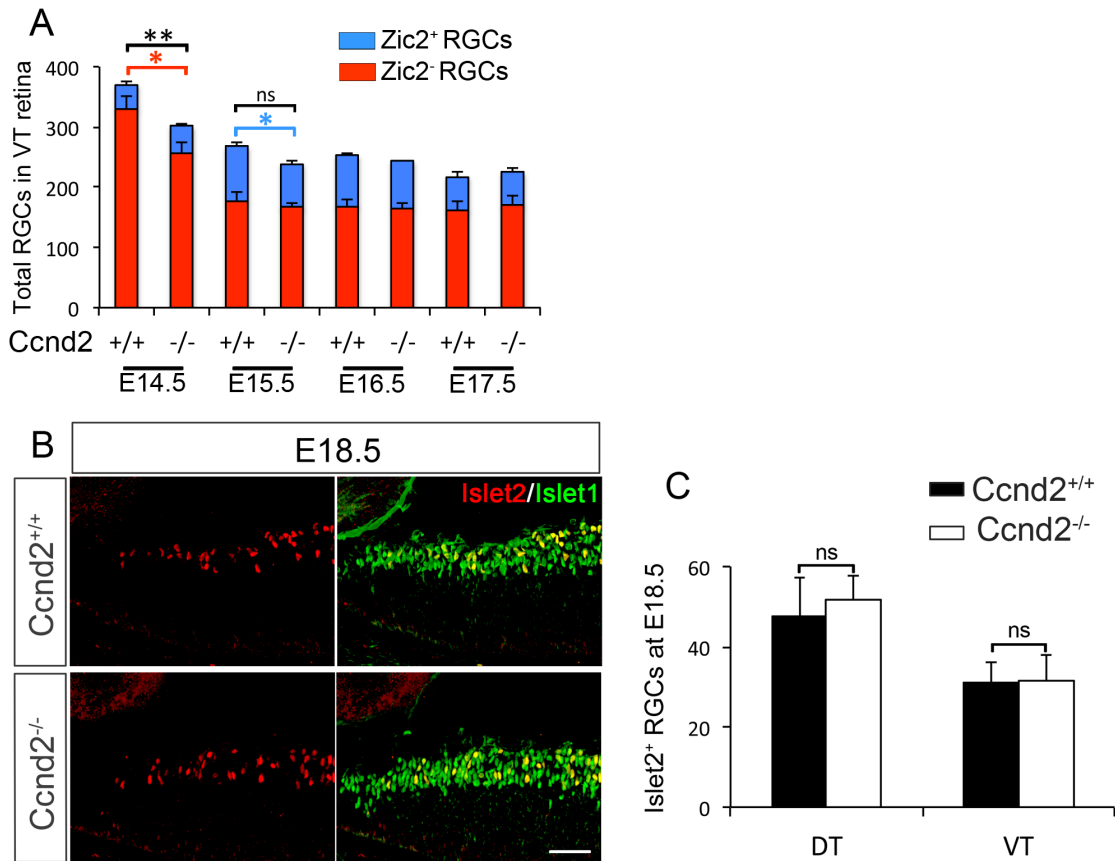 A
** 
*
Zic2⁺ RGCs
Zic2⁻ RGCs
Total RGCs in VT retina
400
300
200
100
0
ns
*
Ccnd2 +/+ -/- +/+ -/- +/+ -/- +/+ -/-
E14.5 E15.5 E16.5 E17.5
B
E18.5
Ccnd2⁺/⁺
Islet2/Islet1
Ccnd2⁻/⁻
C
Ccnd2⁺/⁺
Ccnd2⁻/⁻
Islet2⁺ RGCs at E18.5
60
40
20
0
ns
ns
DT VT